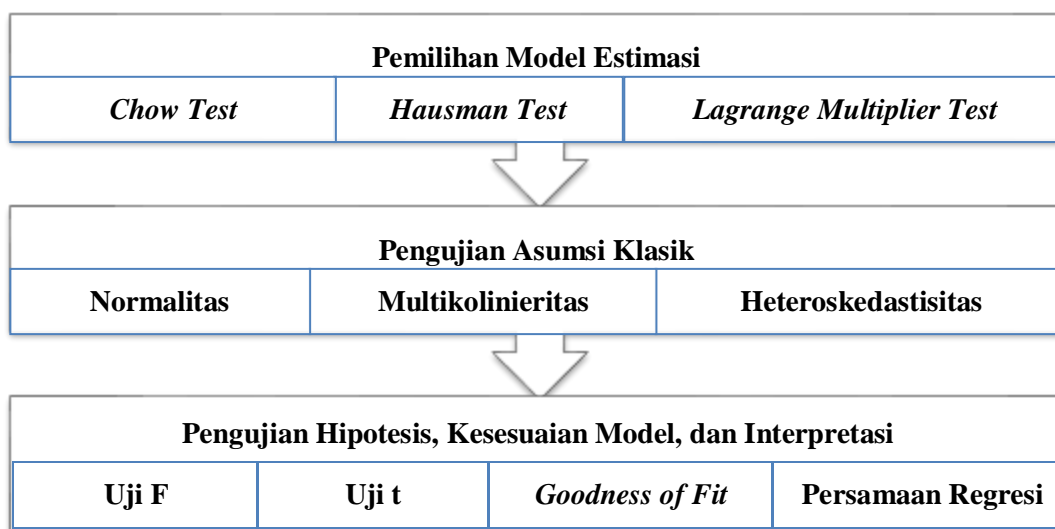 Pemilihan Model Estimasi
Chow Test
Hausman Test
Lagrange Multiplier Test
Pengujian Asumsi Klasik
Normalitas
Multikolinieritas
Heteroskedastisitas
Pengujian Hipotesis, Kesesuaian Model, dan Interpretasi
Uji F
Uji t
Goodness of Fit
Persamaan Regresi